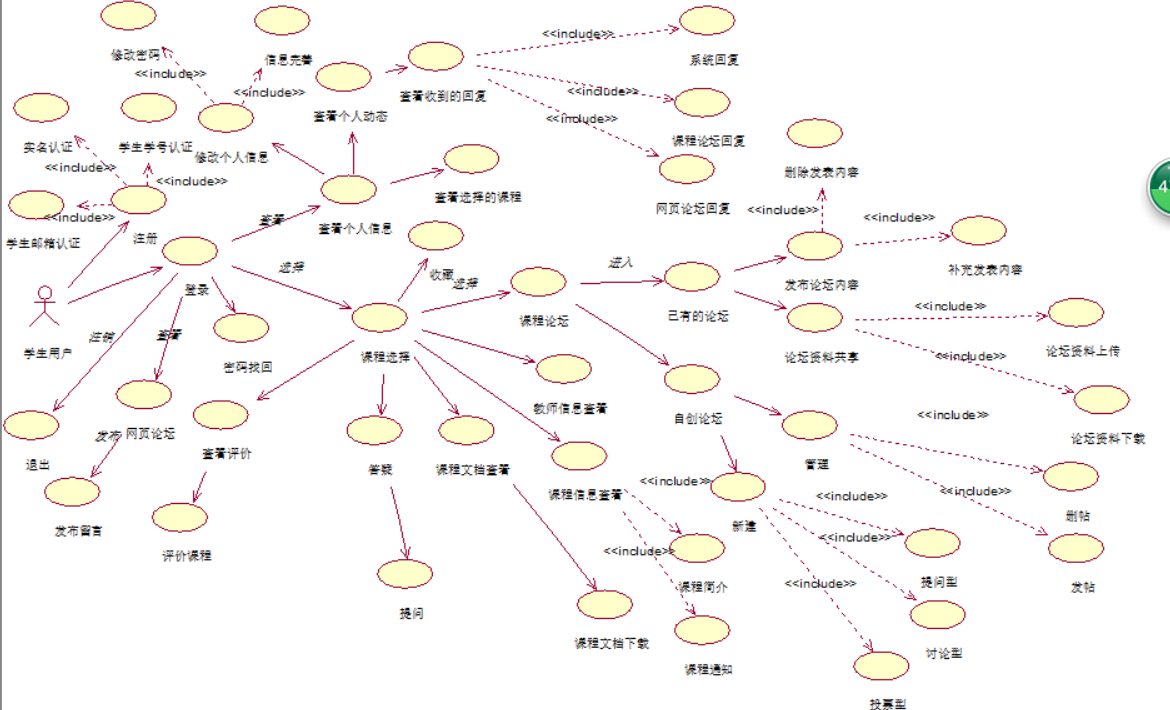 <<include>>
系统回复
修改密码
信息完善
<<include>>
<<include>>
查看收到的回复
<<include>>
查看个人动态
<<include>>
课程论坛回复
实名认证
学生学号认证
修改个人信息
<<include>>
<<include>>
删除发表内容
查看选择的课程
网页论坛回复
<<include>>
<<include>>
<<include>>
学生邮箱认证
注册
查看
查看个人信息
选择
收藏
选择
进入
补充发表内容
登录
发布论坛内容
<<include>>
课程论坛
已有的论坛
注销
查看
学生用户
密码找回
课程选择
论坛资料共享
<<include>>
论坛资料上传
教师信息查看
自创论坛
<<include>>
发布
网页论坛
论坛资料下载
退出
查看评价
答疑
课程文档查看
管理
课程信息查看
<<include>>
<<include>>
<<include>>
删帖
发布留言
新建
评价课程
<<include>>
<<include>>
课程简介
<<include>>
提问型
发帖
提问
课程文档下载
讨论型
课程通知
投票型
4